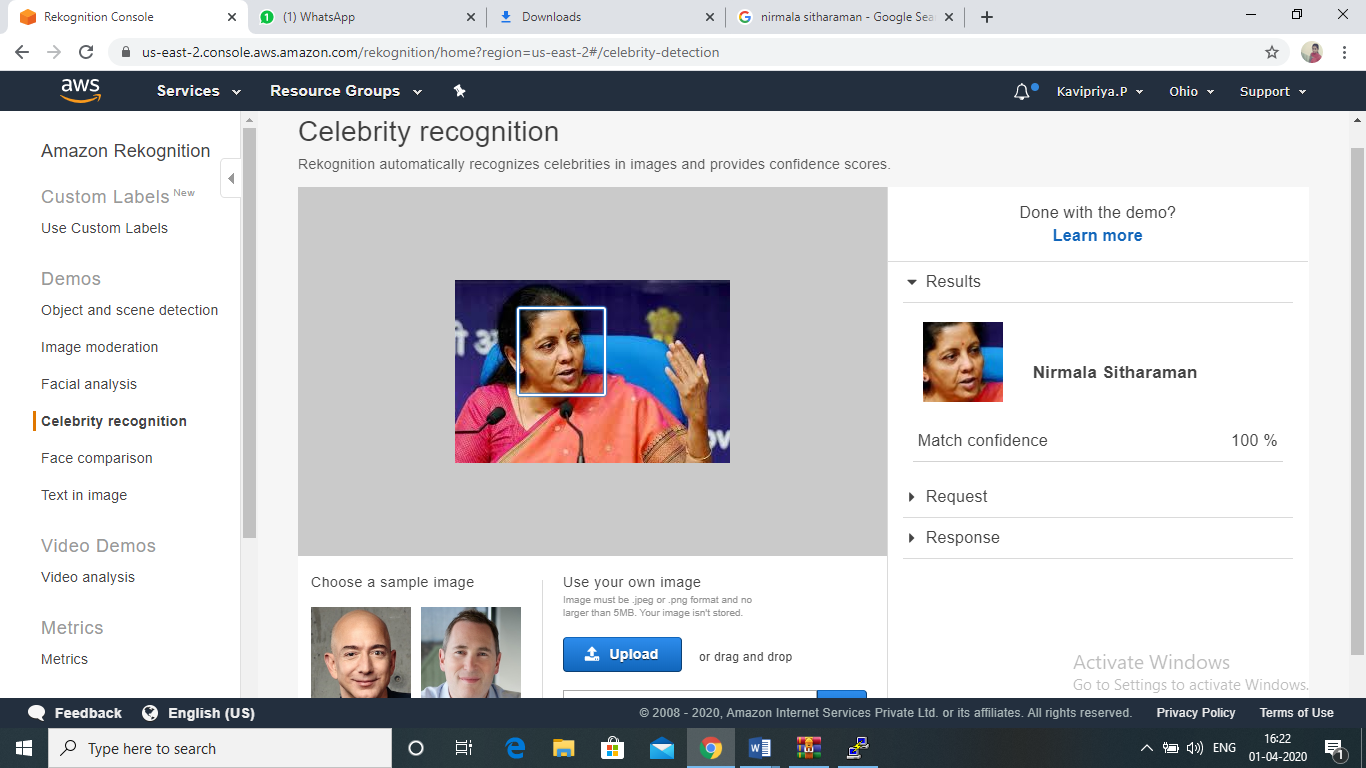 Rekognition Console
(1) WhatsApp
Downloads
nirmala sitharaman - Google Sea
us-east-2.console.aws.amazon.com/rekognition/home?region=us-east-2#/celebrity-detection
aws
Services
Resource Groups
Kavipriya.P
Ohio
Support
Amazon Rekognition
Custom Labels New
Use Custom Labels
Demos
Object and scene detection
Image moderation
Facial analysis
Celebrity recognition
Face comparison
Text in image
Video Demos
Video analysis
Metrics
Metrics
Celebrity recognition
Rekognition automatically recognizes celebrities in images and provides confidence scores.
Choose a sample image
Use your own image
Image must be .jpeg or .png format and no
larger than 5MB. Your image isn't stored.
Upload
or drag and drop
Done with the demo?
Learn more
Results
Nirmala Sitharaman
Match confidence 100 %
Request
Response
Activate Windows
Go to Settings to activate Windows.
Feedback
English (US)
© 2008 - 2020, Amazon Internet Services Private Ltd. or its affiliates. All rights reserved.
Privacy Policy
Terms of Use
Type here to search
ENG
16:22
01-04-2020
1